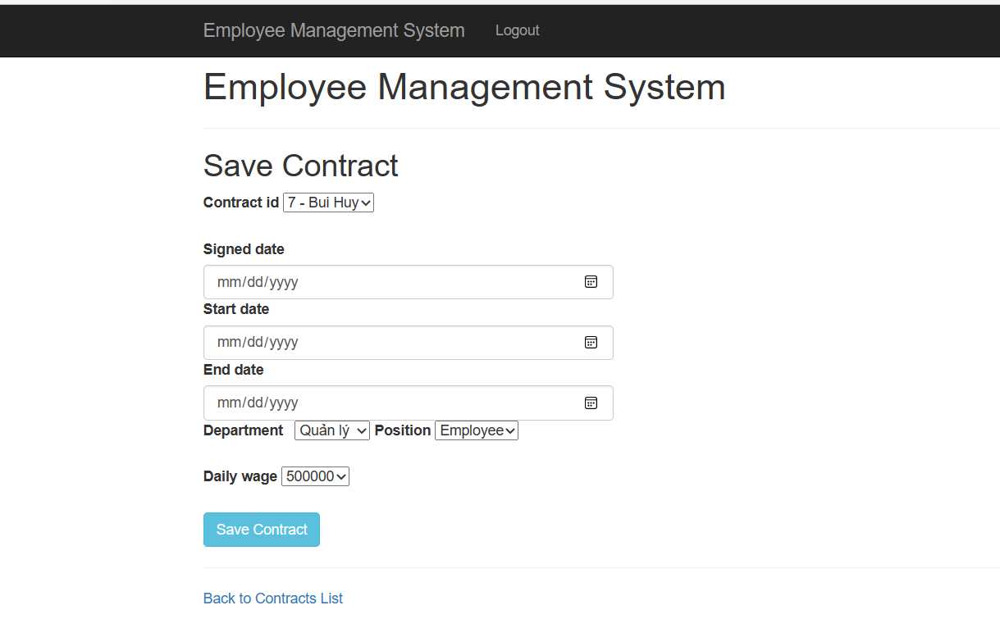 Employee Management System Logout
Employee Management System
Save Contract
Contract id 7 - Bui Huy
Signed date
mm/dd/yyyy
Start date
mm/dd/yyyy
End date
mm/dd/yyyy
Department Quản lý Position Employee
Daily wage 500000
Save Contract
Back to Contracts List